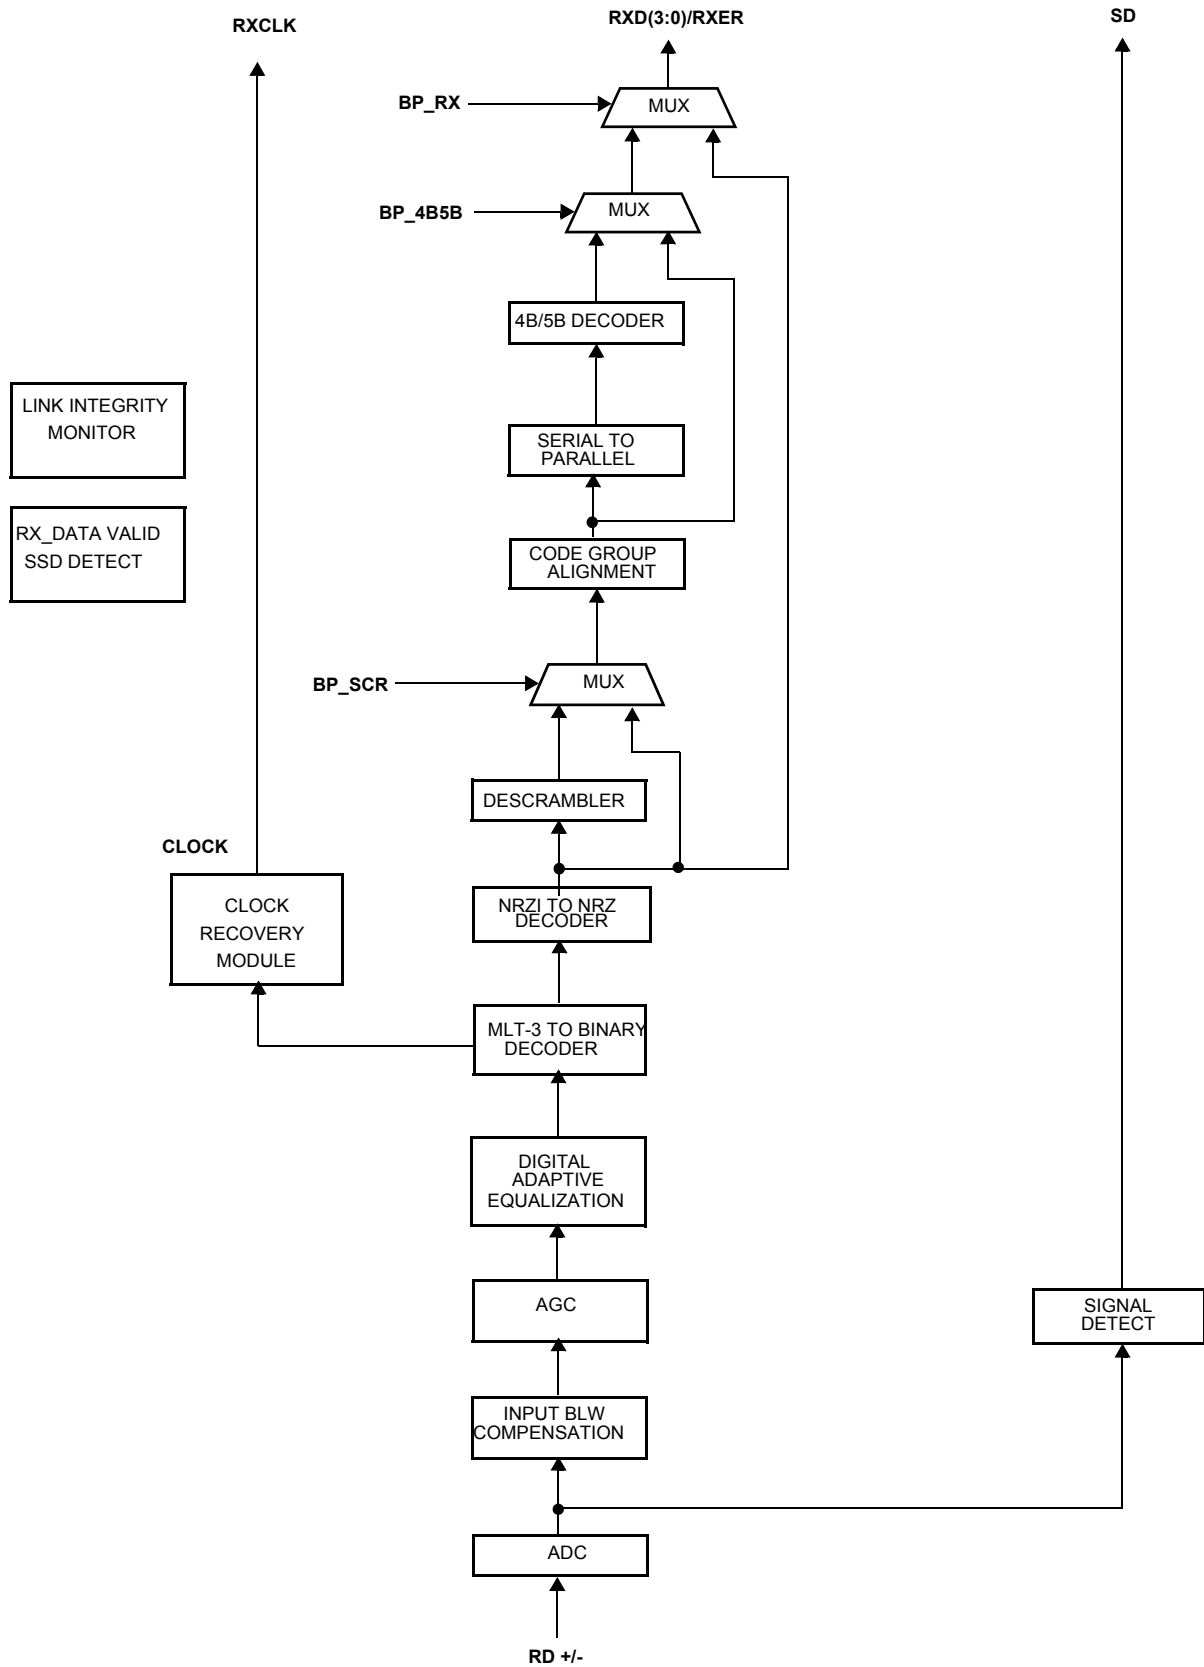 RXD(3:0)/RXER
SD
RXCLK
BP_RX
MUX
BP_4B5B
MUX
4B/5B DECODER
LINK INTEGRITY
MONITOR
SERIAL TO
PARALLEL
RX_DATA VALID
SSD DETECT
CODE GROUP
ALIGNMENT
BP_SCR
MUX
DESCRAMBLER
CLOCK
CLOCK
RECOVERY
MODULE
NRZI TO NRZ
DECODER
MLT-3 TO BINARY
DECODER
DIGITAL
ADAPTIVE
EQUALIZATION
AGC
SIGNAL
DETECT
INPUT BLW
COMPENSATION
ADC
RD +/-